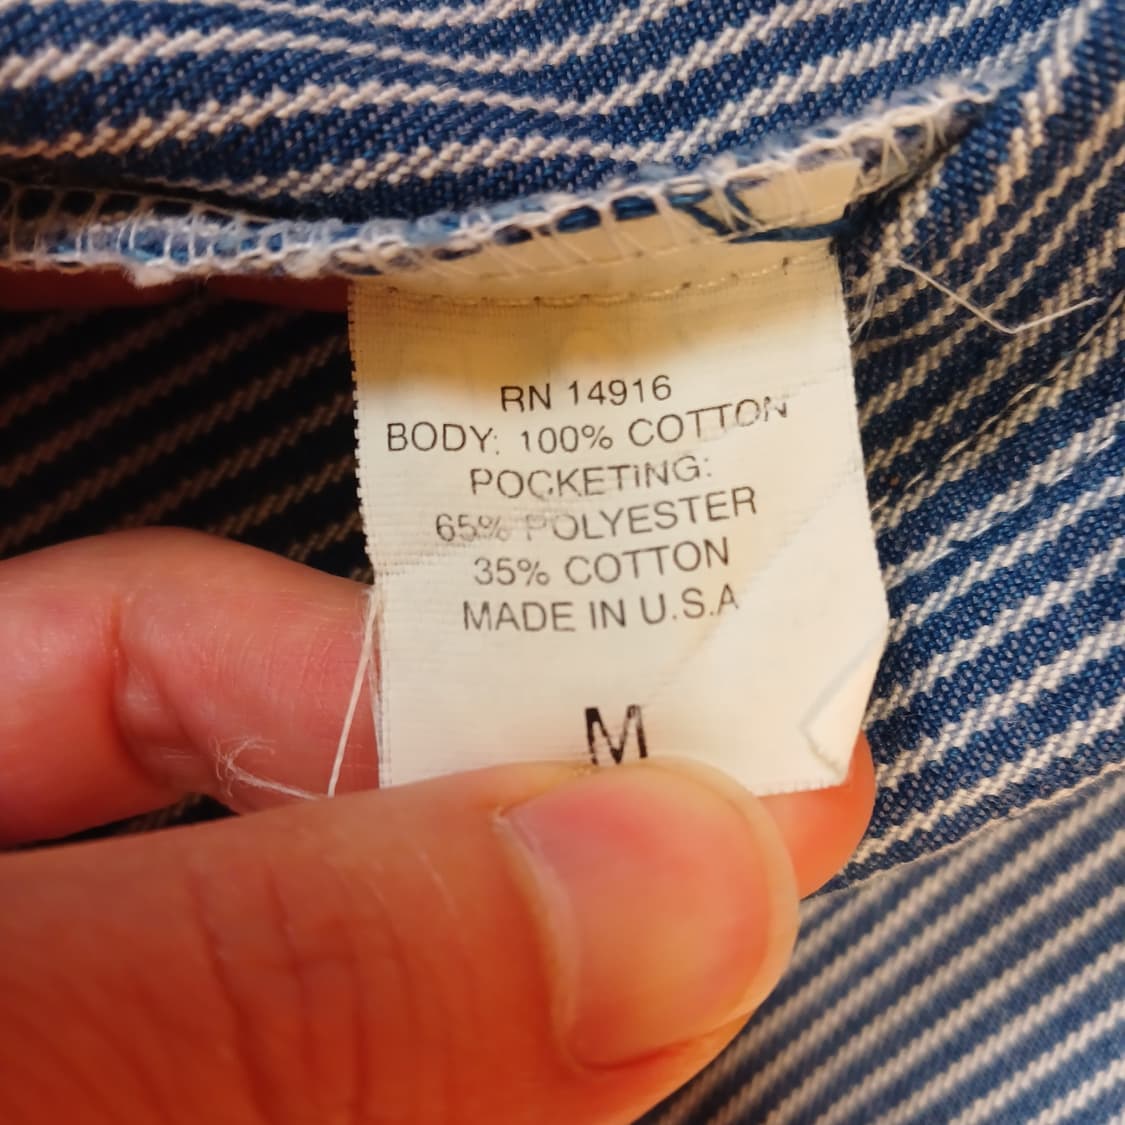 RN 14916
BODY: 100% COTTON
POCKETING:
65% POLYESTER
35% COTTON
MADE IN U.S.A
M